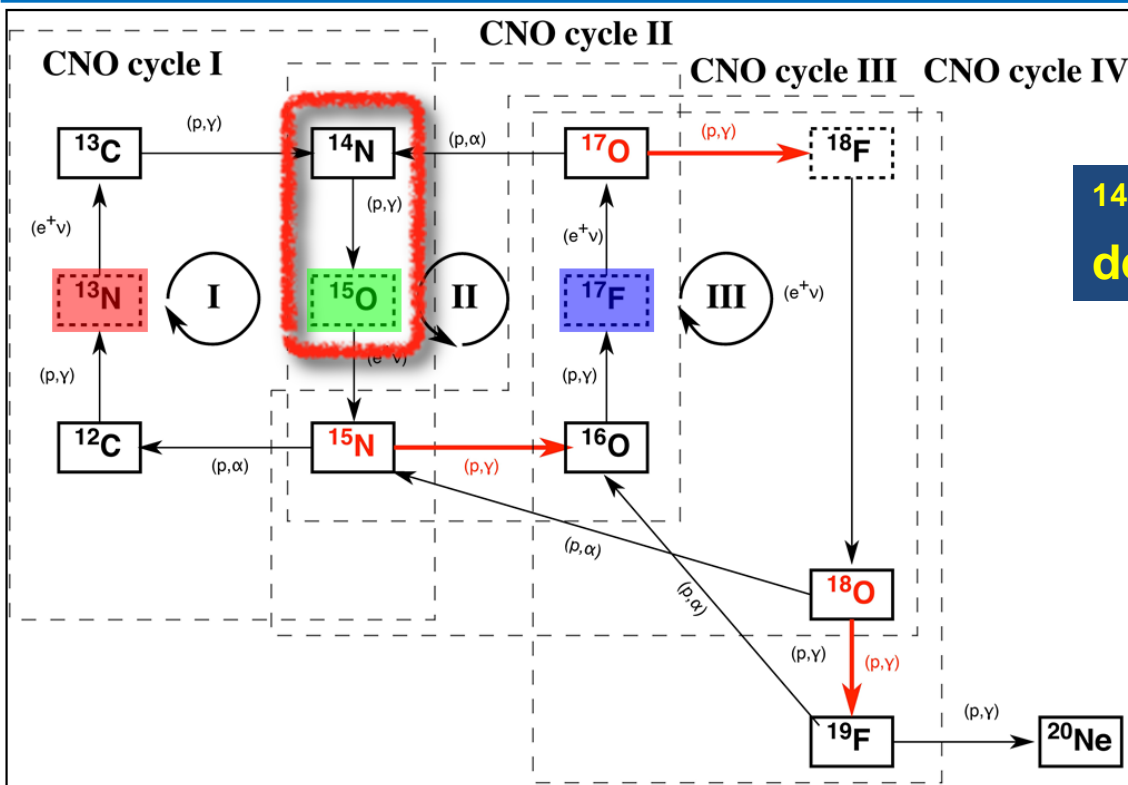 CNO cycle I
CNO cycle II
CNO cycle III
CNO cycle IV
¹³C
(p,γ)
¹⁴N
(p,α)
¹⁷O
(p,γ)
¹⁸F
(e⁺ν)
(p,γ)
(e⁺ν)
14
¹³N
I
¹⁵O
II
¹⁷F
III
(e⁺ν)
(p,γ)
(e⁺ν)
(p,γ)
¹²C
(p,α)
¹⁵N
(p,γ)
¹⁶O
(p,α)
(p,α)
¹⁸O
(p,γ)
(p,γ)
¹⁹F
(p,γ)
²⁰Ne